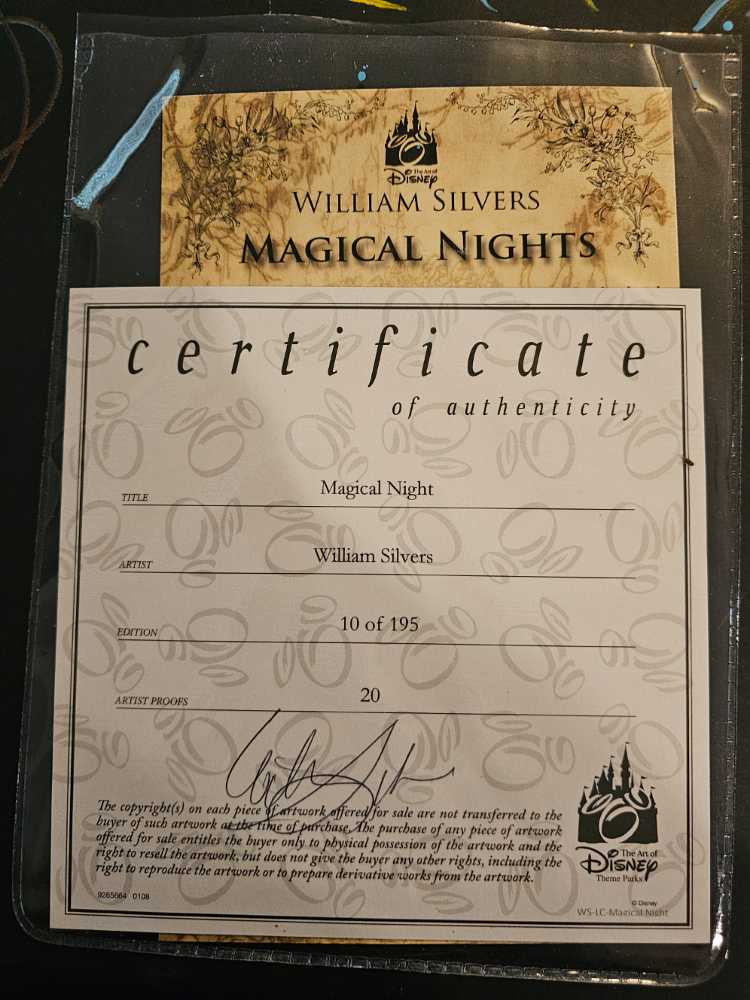 The Art of
DISNEY
WILLIAM SILVERS
MAGICAL NIGHTS
certificate
of authenticity
TITLE Magical Night
ARTIST William Silvers
EDITION 10 of 195
ARTIST PROOFS 20
The copyright(s) on each piece of artwork offered for sale are not transferred to the
buyer of such artwork at the time of purchase. The purchase of any piece of artwork
offered for sale entitles the buyer only to physical possession of the artwork and the
right to resell the artwork, but does not give the buyer any other rights, including the
right to reproduce the artwork or to prepare derivative works from the artwork.
The Art of
DISNEY
Theme Parks
9265664 0108
© Disney
WS-LC-Magical Night